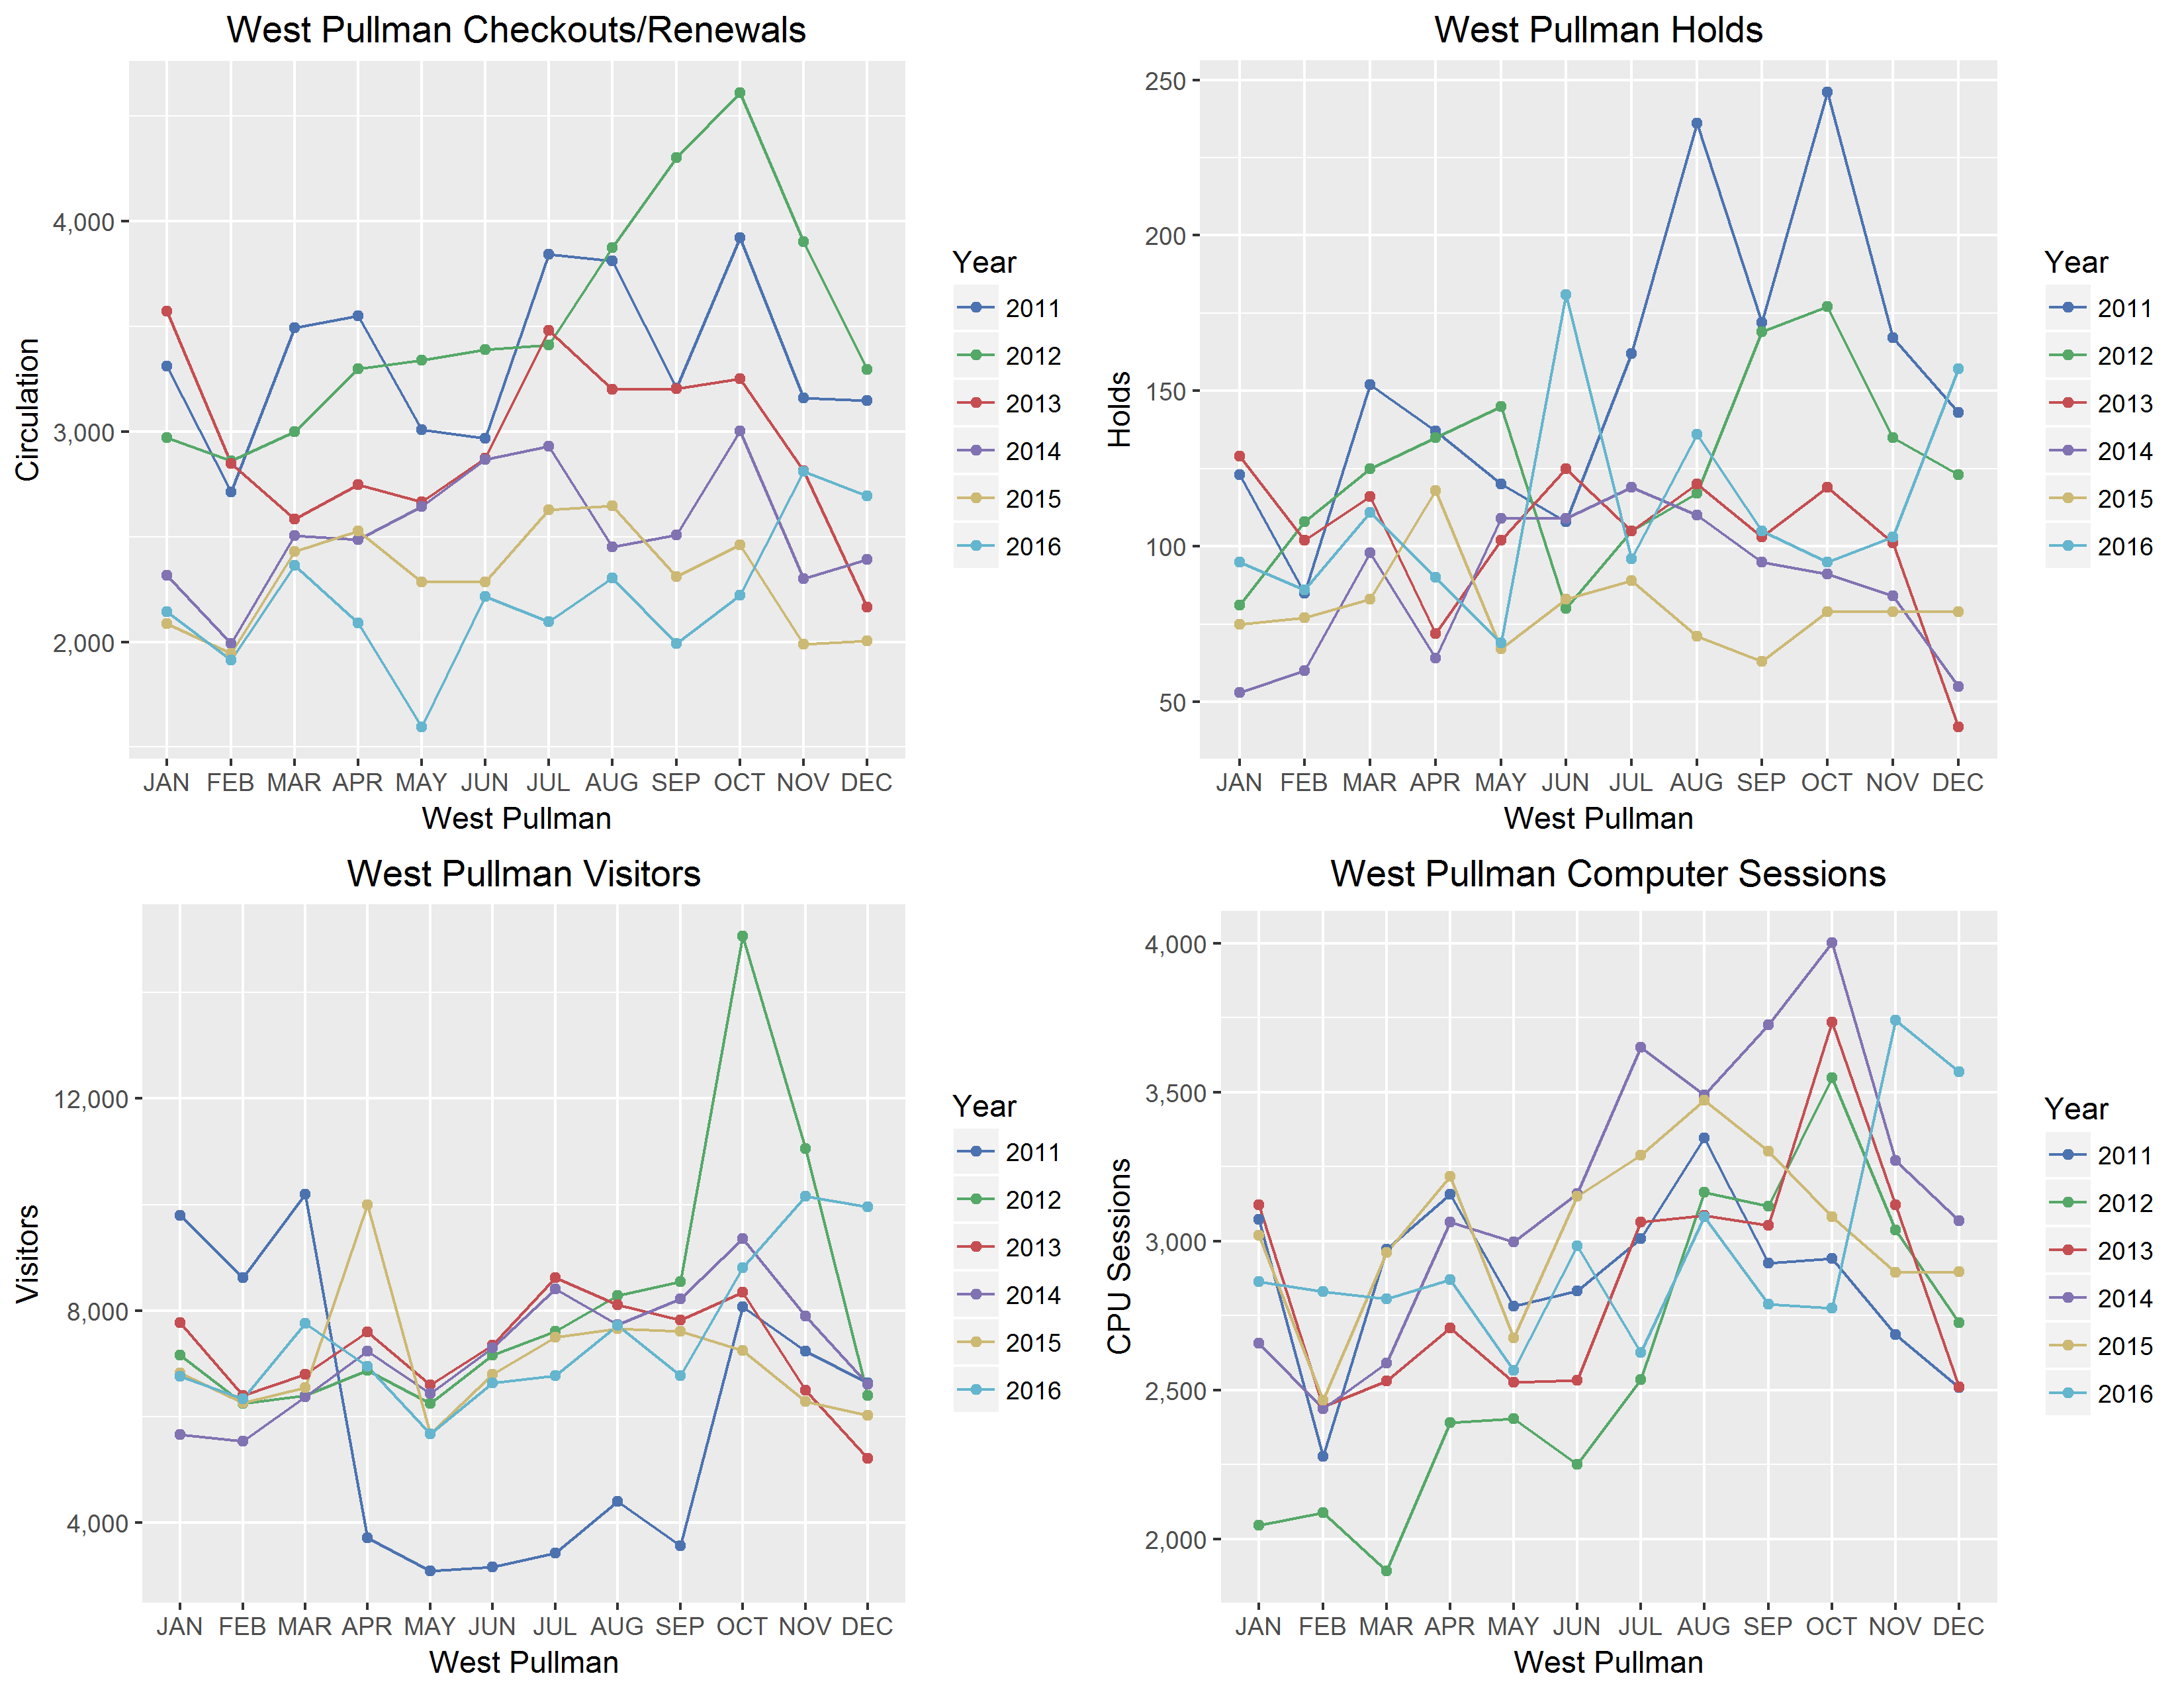 West Pullman Checkouts/Renewals
Circulation
4,000
3,000
2,000
JAN FEB MAR APR MAY JUN JUL AUG SEP OCT NOV DEC
West Pullman
Year
2011
2012
2013
2014
2015
2016
West Pullman Holds
Holds
250
200
150
100
50
JAN FEB MAR APR MAY JUN JUL AUG SEP OCT NOV DEC
West Pullman
Year
2011
2012
2013
2014
2015
2016
West Pullman Visitors
Visitors
12,000
8,000
4,000
JAN FEB MAR APR MAY JUN JUL AUG SEP OCT NOV DEC
West Pullman
Year
2011
2012
2013
2014
2015
2016
West Pullman Computer Sessions
CPU Sessions
4,000
3,500
3,000
2,500
2,000
JAN FEB MAR APR MAY JUN JUL AUG SEP OCT NOV DEC
West Pullman
Year
2011
2012
2013
2014
2015
2016